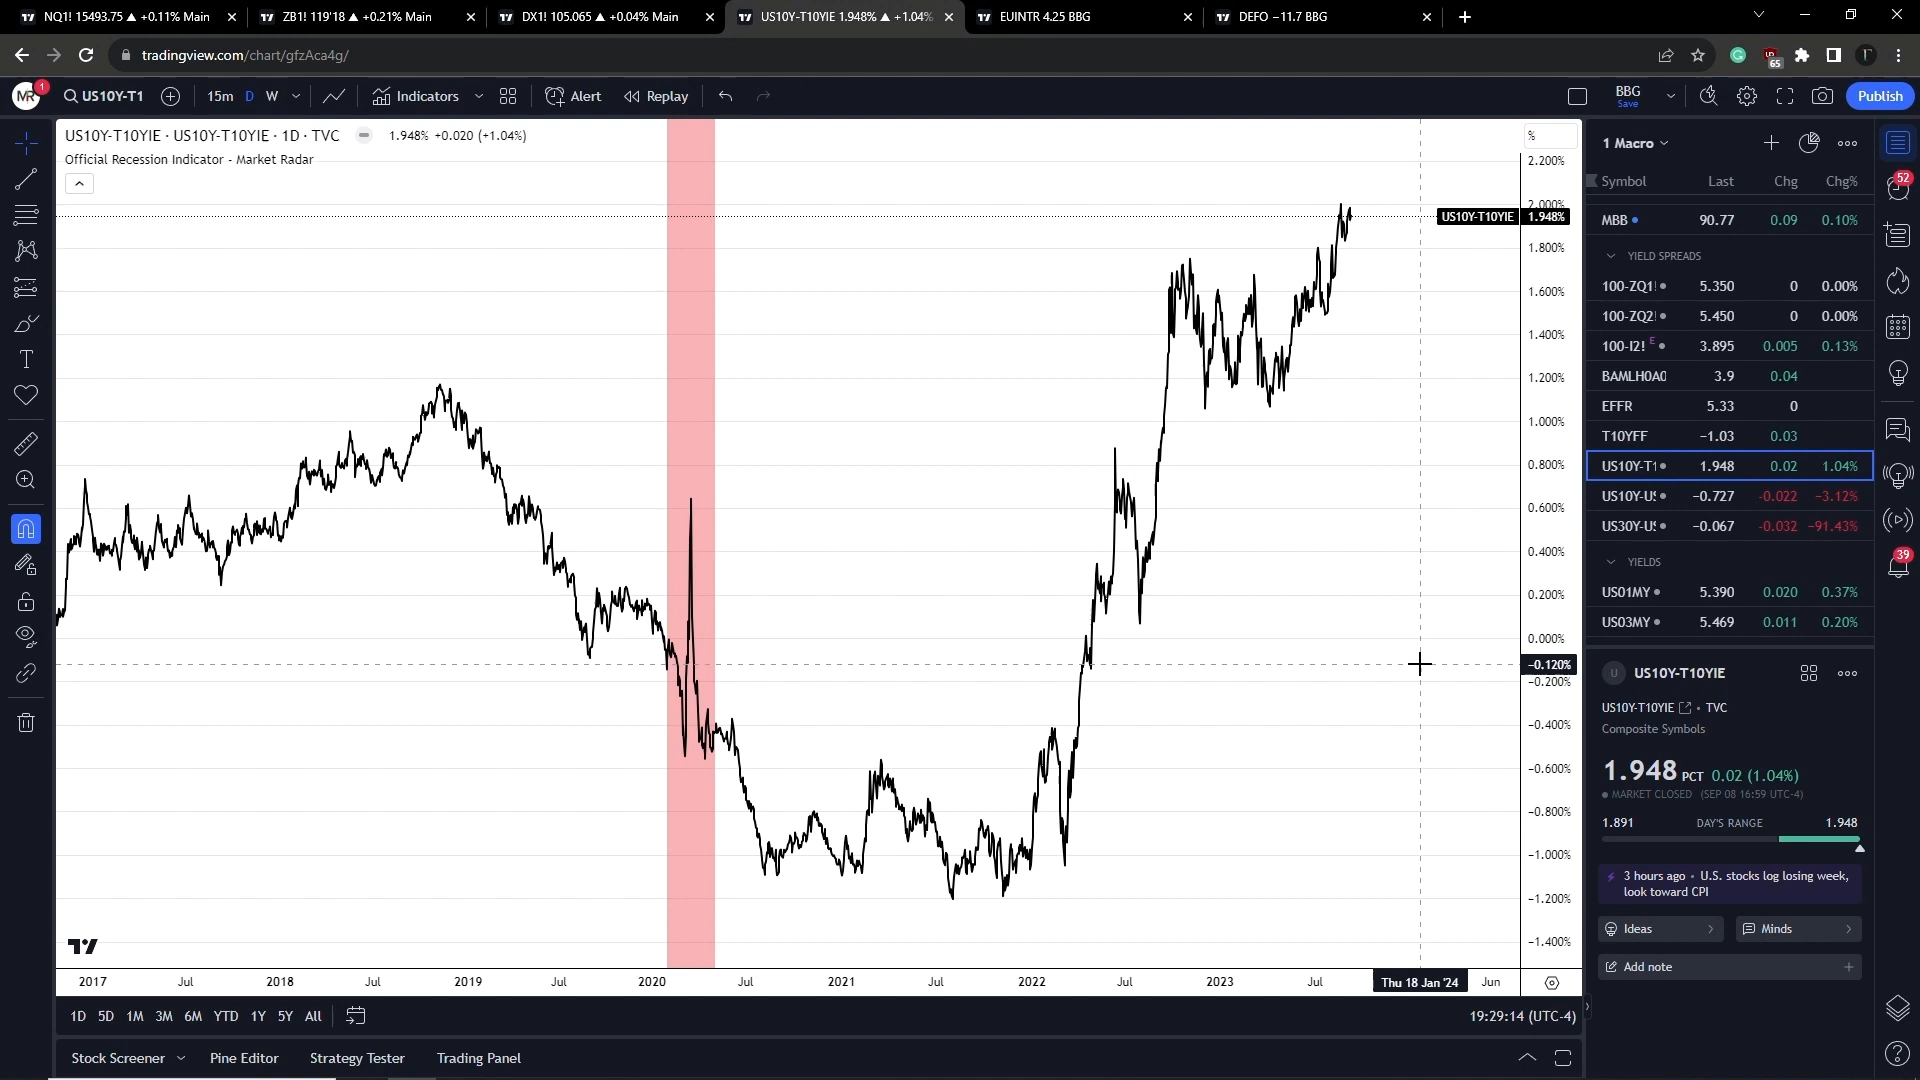 NQ1! 15493.75 ▲ +0.11% Main
ZB1! 119'18 ▲ +0.21% Main
DX1! 105.065 ▲ +0.04% Main
US10Y-T10YIE 1.948% ▲ +1.04%
EUINTR 4.25 BBG
DEFO −11.7 BBG
tradingview.com/chart/gfzAca4g/
65
MR 1
US10Y-T1
15m D W
Indicators
Alert
Replay
BBG
Save
Publish
US10Y-T10YIE · US10Y-T10YIE · 1D · TVC 1.948% +0.020 (+1.04%)
Official Recession Indicator - Market Radar
%
2.200%
2.000%
US10Y-T10YIE 1.948%
1.800%
1.600%
1.400%
1.200%
1.000%
0.800%
0.600%
0.400%
0.200%
0.000%
−0.120%
−0.200%
−0.400%
−0.600%
−0.800%
−1.000%
−1.200%
−1.400%
2017 Jul 2018 Jul 2019 Jul 2020 Jul 2021 Jul 2022 Jul 2023 Jul Thu 18 Jan '24 Jun
1D 5D 1M 3M 6M YTD 1Y 5Y All
19:29:14 (UTC-4)
Stock Screener Pine Editor Strategy Tester Trading Panel
1 Macro
Symbol Last Chg Chg%
MBB 90.77 0.09 0.10%
YIELD SPREADS
100-ZQ1! 5.350 0 0.00%
100-ZQ2! 5.450 0 0.00%
100-I2! E 3.895 0.005 0.13%
BAMLH0A0 3.9 0.04
EFFR 5.33 0
T10YFF −1.03 0.03
US10Y-T1 1.948 0.02 1.04%
US10Y-US −0.727 -0.022 −3.12%
US30Y-US −0.067 -0.032 −91.43%
YIELDS
US01MY 5.390 0.020 0.37%
US03MY 5.469 0.011 0.20%
U US10Y-T10YIE
US10Y-T10YIE • TVC
Composite Symbols
1.948 PCT 0.02 (1.04%)
MARKET CLOSED (SEP 08 16:59 UTC-4)
1.891 DAY'S RANGE 1.948
3 hours ago • U.S. stocks log losing week,
look toward CPI
Ideas
Minds
Add note
52
39